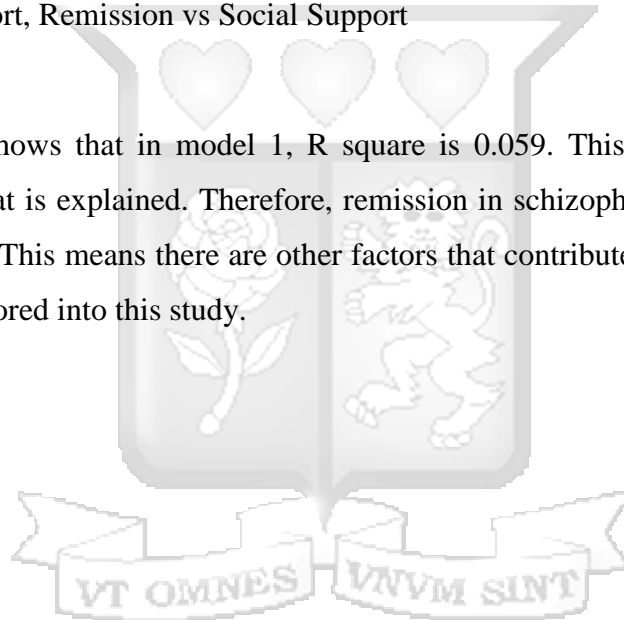 ort, Remission vs Social Support
hows that in model 1, R square is 0.059. This
at is explained. Therefore, remission in schizoph
This means there are other factors that contribute
ored into this study.
VT OMNES VNVM SINT